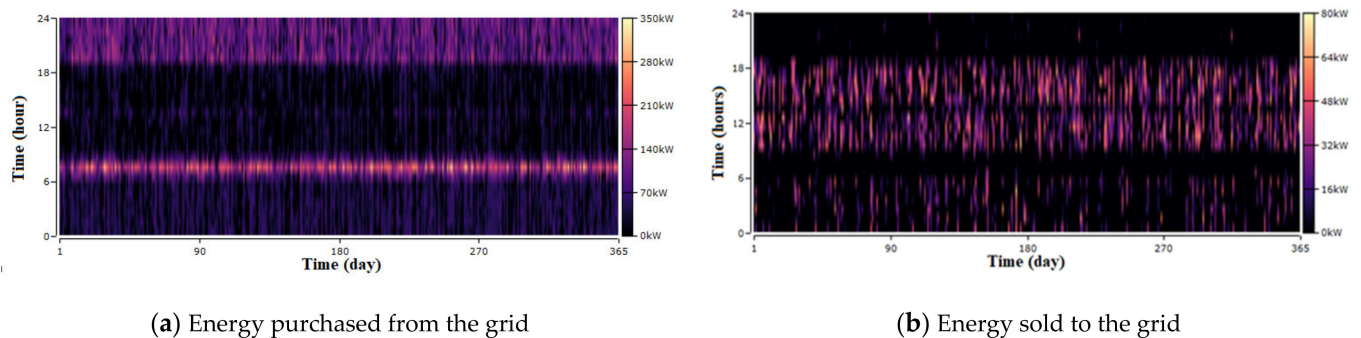 24
18
12
6
0
Time (hour)
1
90
180
270
365
Time (day)
350kW
280kW
210kW
140kW
70kW
0kW
(a) Energy purchased from the grid
24
18
12
6
0
Time (hours)
1
90
180
270
365
Time (day)
80kW
64kW
48kW
32kW
16kW
0kW
(b) Energy sold to the grid